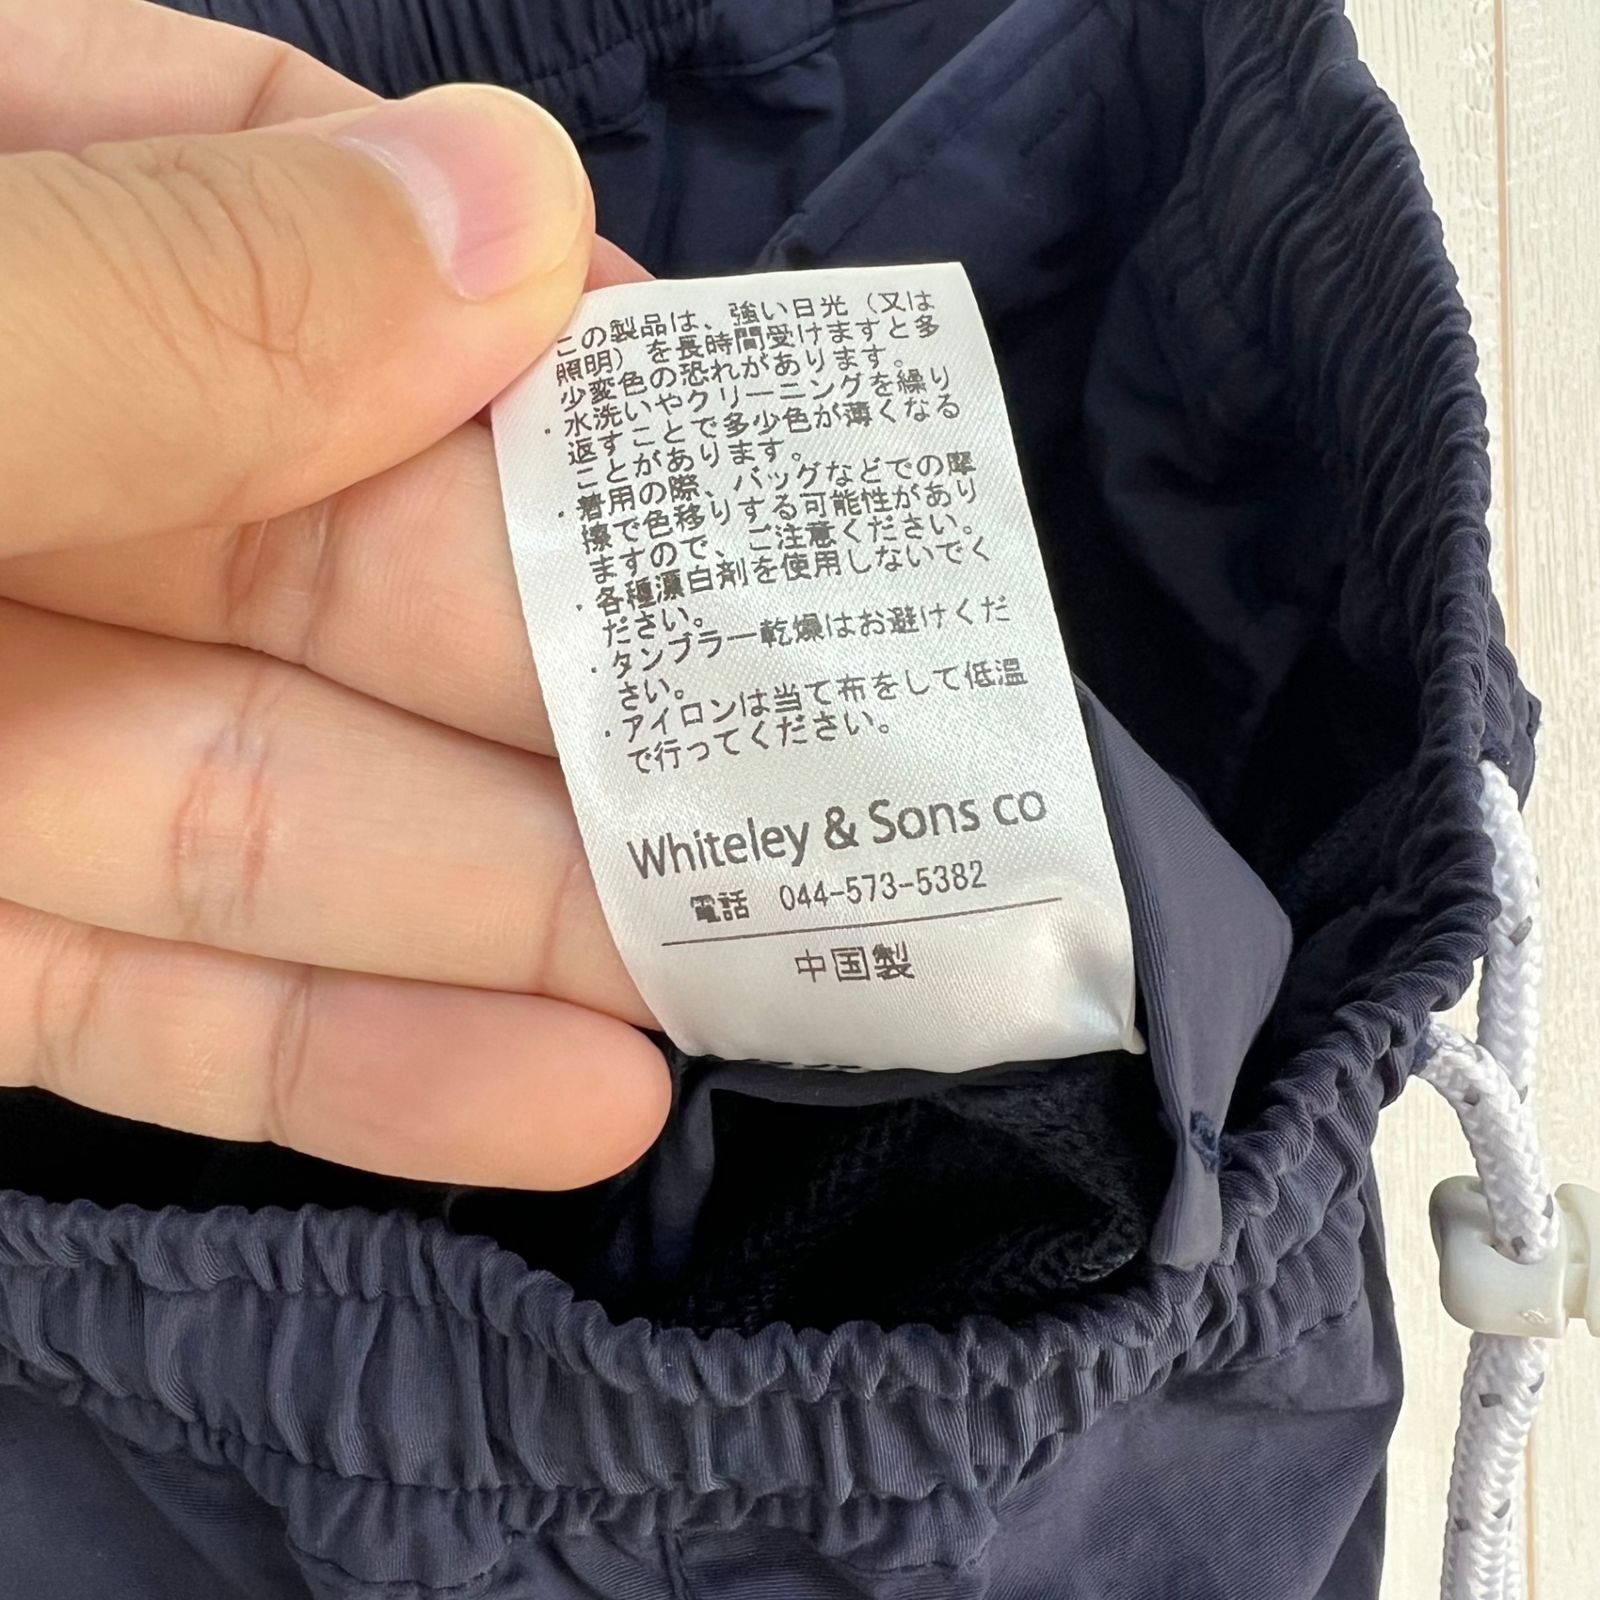 この製品は、強い日光（又は
照明）を長時間受けますと多
少変色の恐れがあります。
・水洗いやクリーニングを繰り
返すことで多少色が薄くなる
ことがあります。
・着用の際、バッグなどでの摩
擦で色移りする可能性があり
ますので、ご注意ください。
・各種漂白剤を使用しないでく
ださい。
・タンブラー乾燥はお避けくだ
さい。
・アイロンは当て布をして低温
で行ってください。
Whiteley & Sons co
電話 044-573-5382
中国製